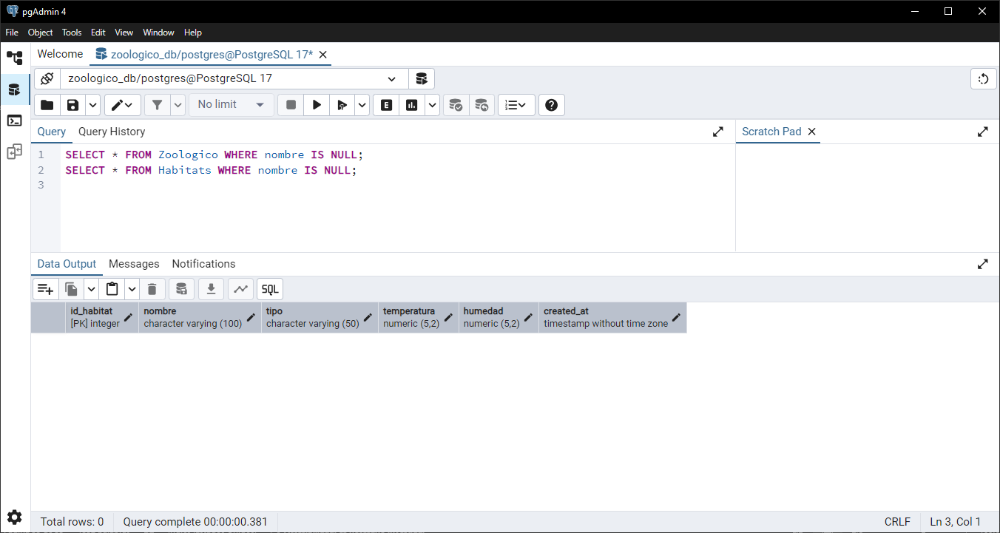 pgAdmin 4
File Object Tools Edit View Window Help
Welcome zoologico_db/postgres@PostgreSQL 17*
zoologico_db/postgres@PostgreSQL 17
No limit E
Query Query History Scratch Pad
1 SELECT * FROM Zoologico WHERE nombre IS NULL;
2 SELECT * FROM Habitats WHERE nombre IS NULL;
3
Data Output Messages Notifications
SQL
id_habitat nombre tipo temperatura humedad created_at
[PK] integer character varying (100) character varying (50) numeric (5,2) numeric (5,2) timestamp without time zone
Total rows: 0 Query complete 00:00:00.381 CRLF Ln 3, Col 1